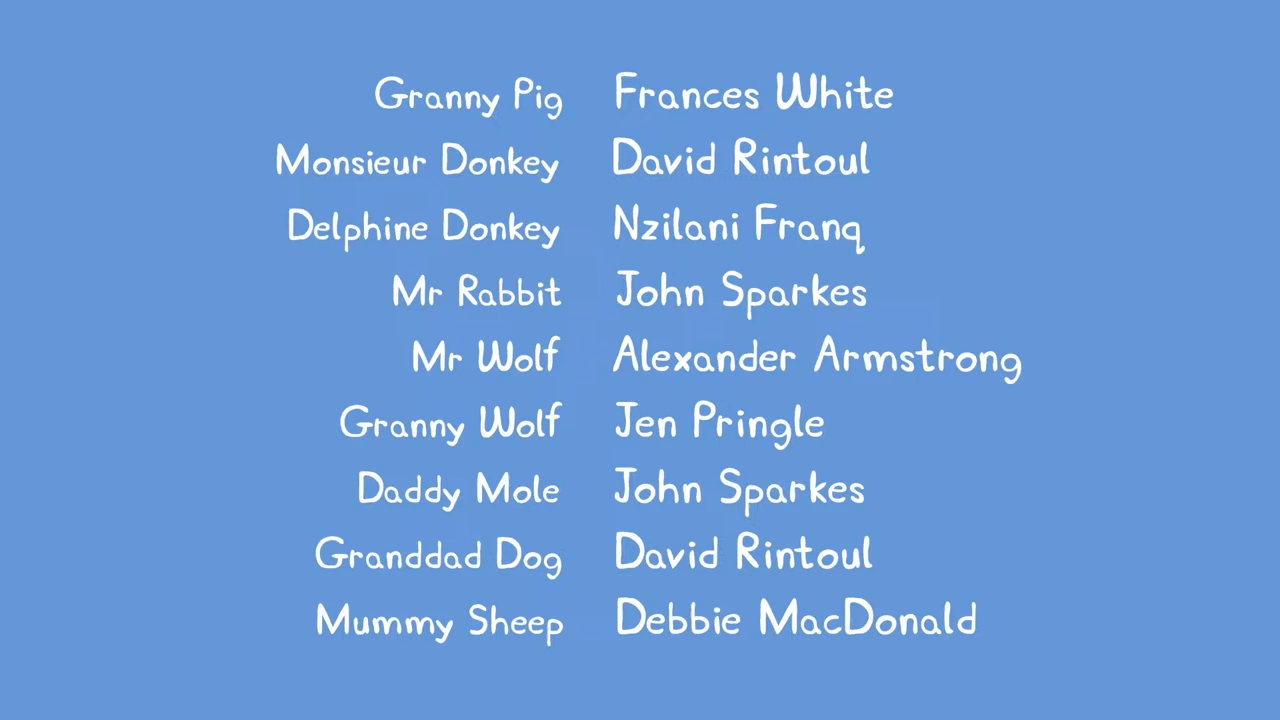 Granny Pig Frances White
Monsieur Donkey David Rintoul
Delphine Donkey Nzilani Franq
Mr Rabbit John Sparkes
Mr Wolf Alexander Armstrong
Granny Wolf Jen Pringle
Daddy Mole John Sparkes
Granddad Dog David Rintoul
Mummy Sheep Debbie MacDonald